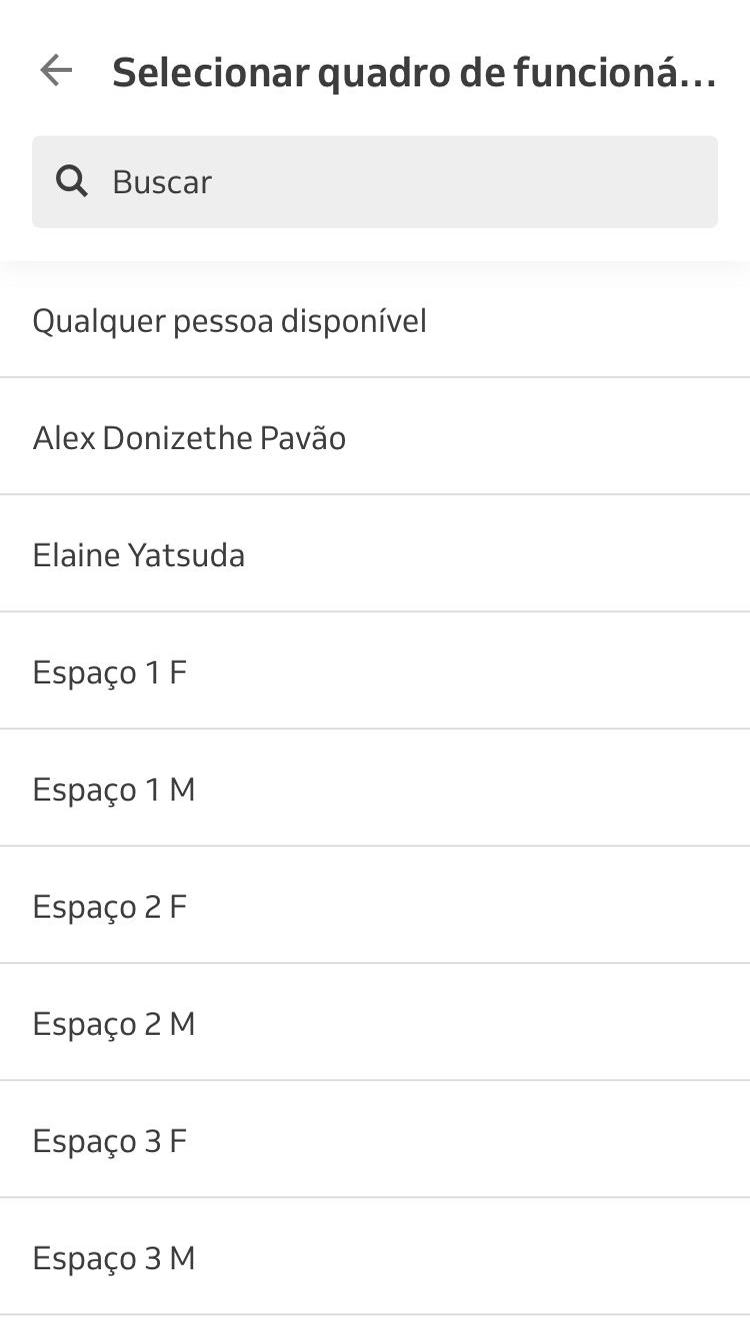 Selecionar quadro de funcioná...
Buscar
Qualquer pessoa disponível
Alex Donizethe Pavão
Elaine Yatsuda
Espaço 1 F
Espaço 1 M
Espaço 2 F
Espaço 2 M
Espaço 3 F
Espaço 3 M